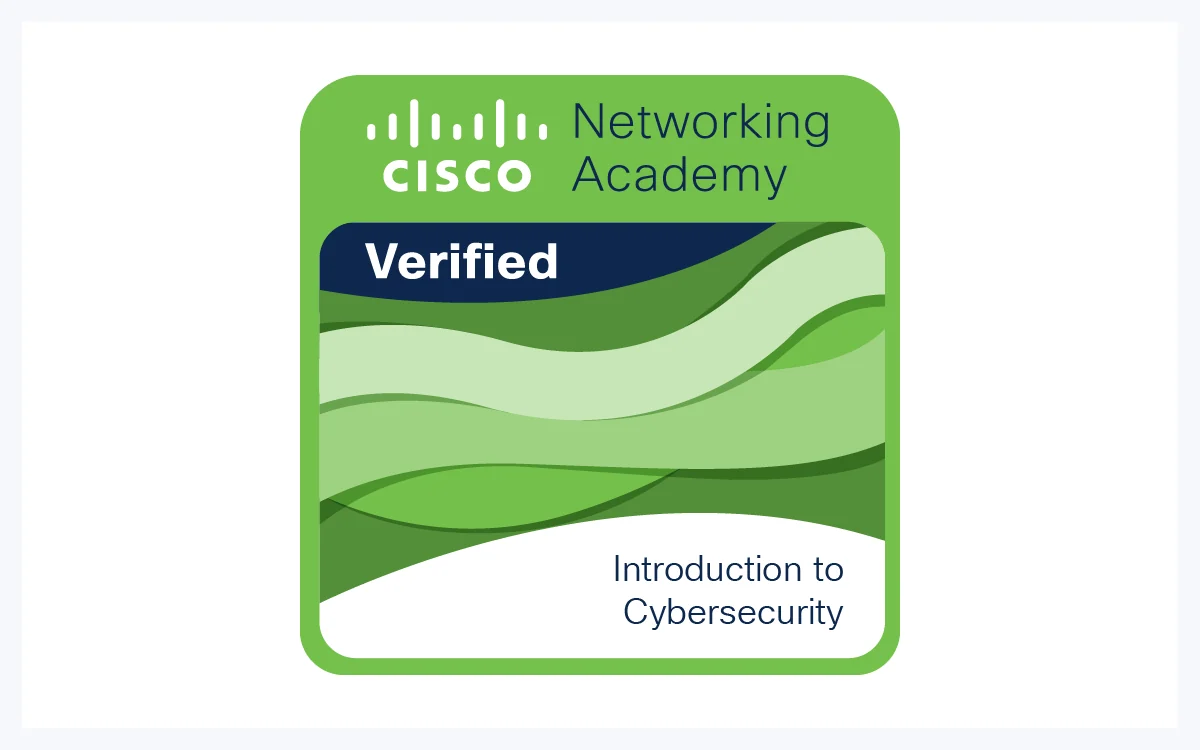 CISCO
Networking
Academy
Verified
Introduction to
Cybersecurity